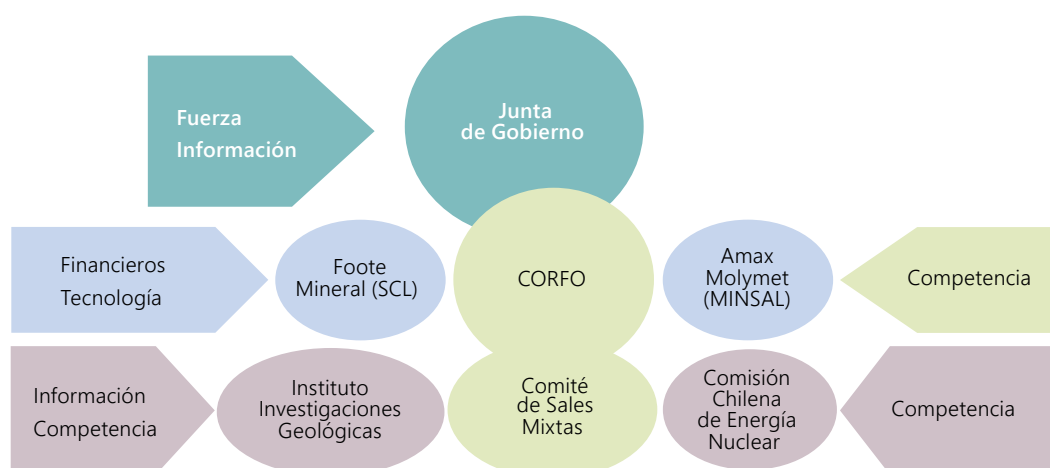 Fuerza
Información
Junta
de Gobierno
Financieros
Tecnología
Foote
Mineral (SCL)
CORFO
Amax
Molymet
(MINSAL)
Competencia
Información
Competencia
Instituto
Investigaciones
Geológicas
Comité
de Sales
Mixtas
Comisión
Chilena
de Energía
Nuclear
Competencia